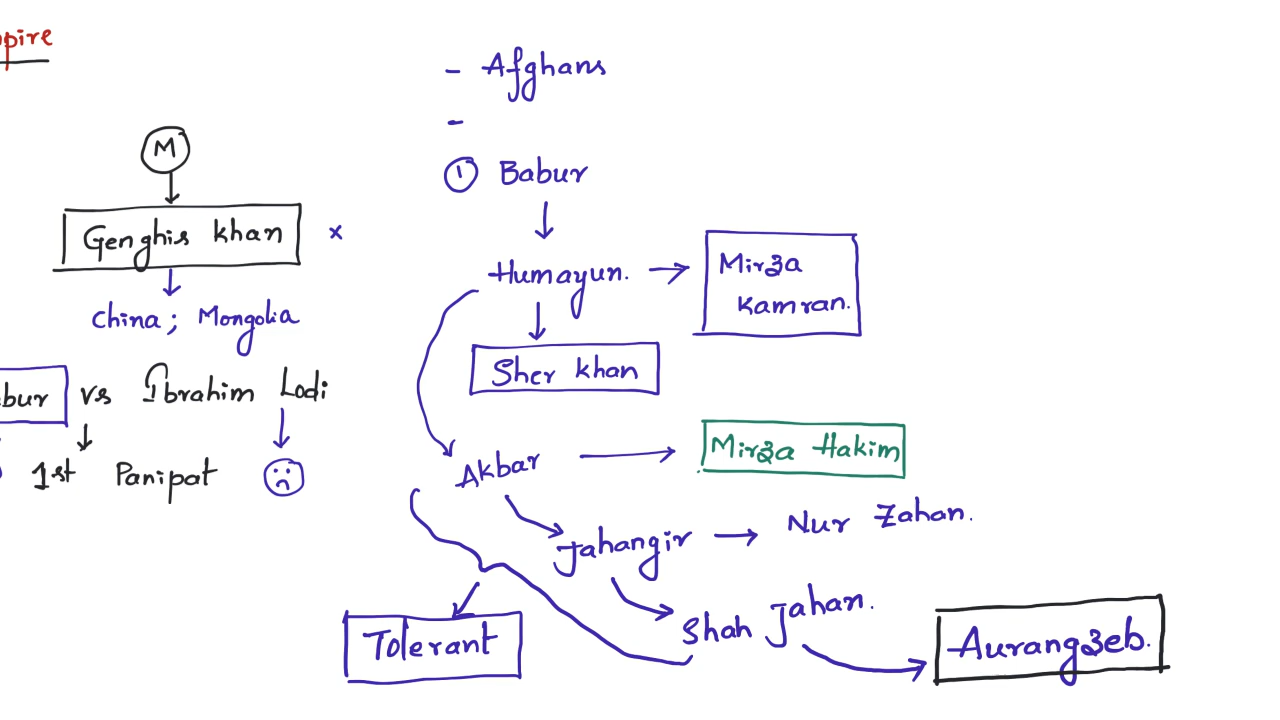 pire
- Afghans
-
M
① Babur
Genghis khan x
Humayun. → Mirza
Kamran.
China; Mongolia
Sher khan
bur vs Ibrahim Lodi
Akbar → Mirza Hakim
1st Panipat
Jahangir → Nur Zahan.
Shah Jahan.
Tolerant
Aurangzeb.